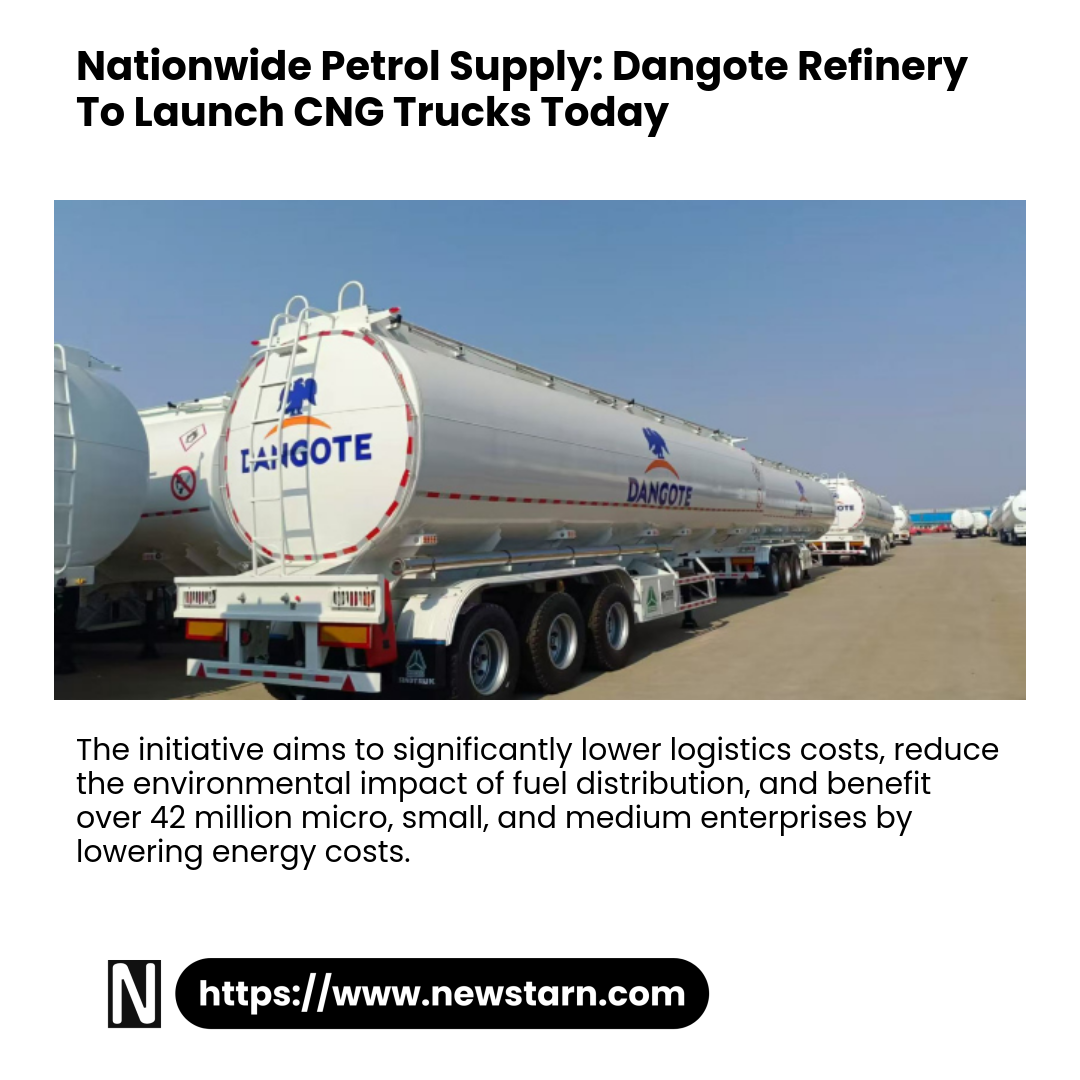 Nationwide Petrol Supply: Dangote Refinery
To Launch CNG Trucks Today
DANGOTE
DANGOTE
The initiative aims to significantly lower logistics costs, reduce
the environmental impact of fuel distribution, and benefit
over 42 million micro, small, and medium enterprises by
lowering energy costs.
N
https://www.newstarn.com